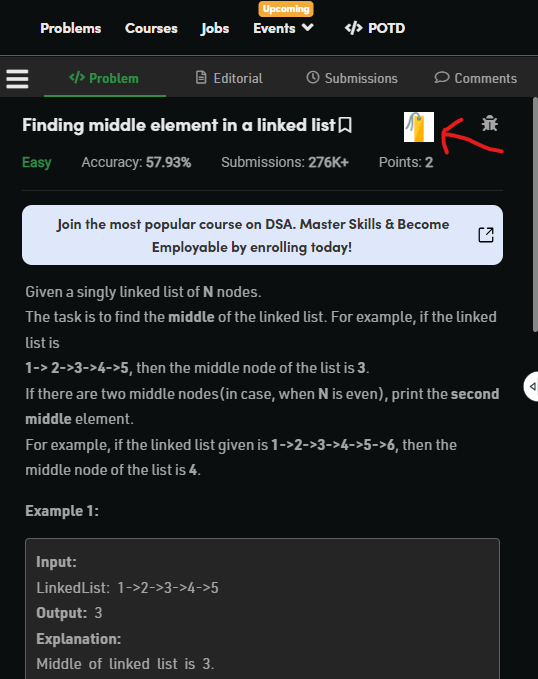 Upcoming
Problems Courses Jobs Events </> POTD
</> Problem Editorial Submissions Comments
Finding middle element in a linked list
Easy Accuracy: 57.93% Submissions: 276K+ Points: 2
Join the most popular course on DSA. Master Skills & Become
Employable by enrolling today!
Given a singly linked list of N nodes.
The task is to find the middle of the linked list. For example, if the linked
list is
1-> 2->3->4->5, then the middle node of the list is 3.
If there are two middle nodes(in case, when N is even), print the second
middle element.
For example, if the linked list given is 1->2->3->4->5->6, then the
middle node of the list is 4.
Example 1:
Input:
LinkedList: 1->2->3->4->5
Output: 3
Explanation:
Middle of linked list is 3.